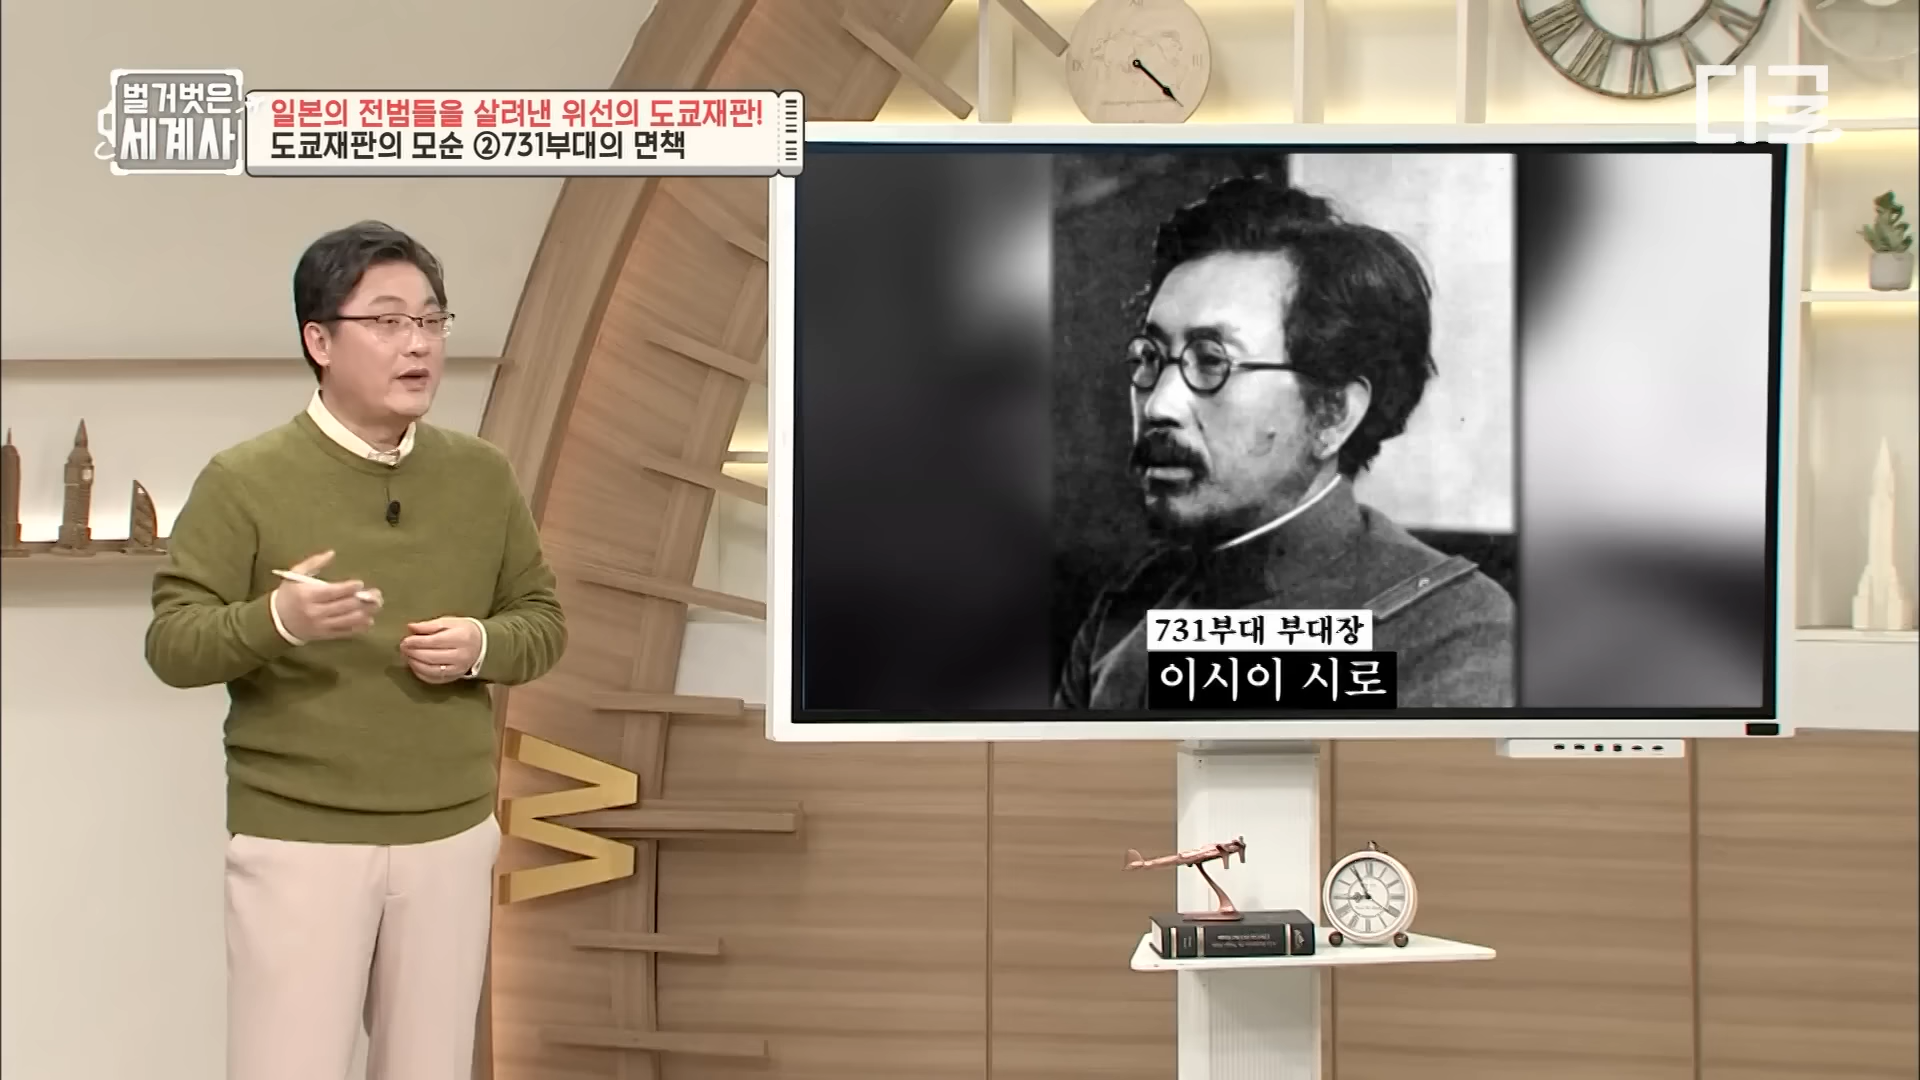 벌거벗은
세계사
일본의 전범들을 살려낸 위선의 도쿄재판!
도쿄재판의 모순 ②731부대의 면책
디글
731부대 부대장
이시이 시로
W